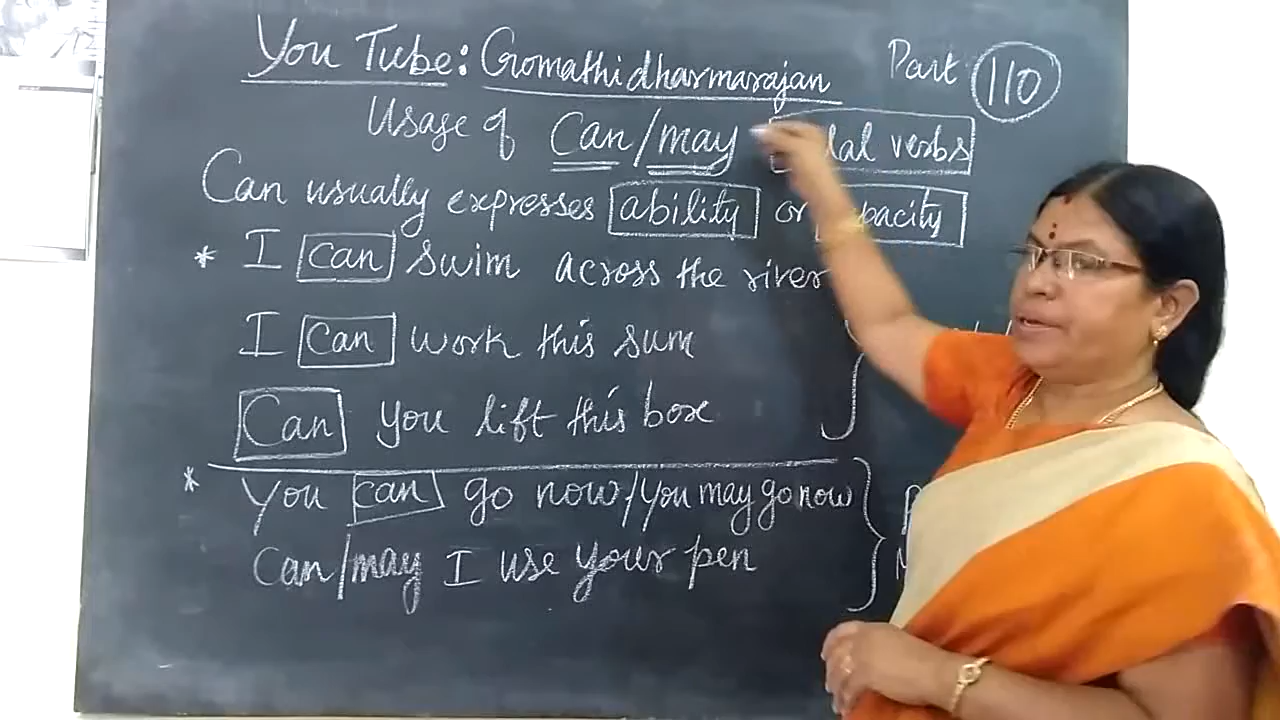 You Tube: Gomathidharmarajan Part 110
Usage of Can/may verbs
Can usually expresses ability or
* I can swim across the river
I can work this sum
Can you lift this box
* You can go now/You may go now
Can/may I use your pen